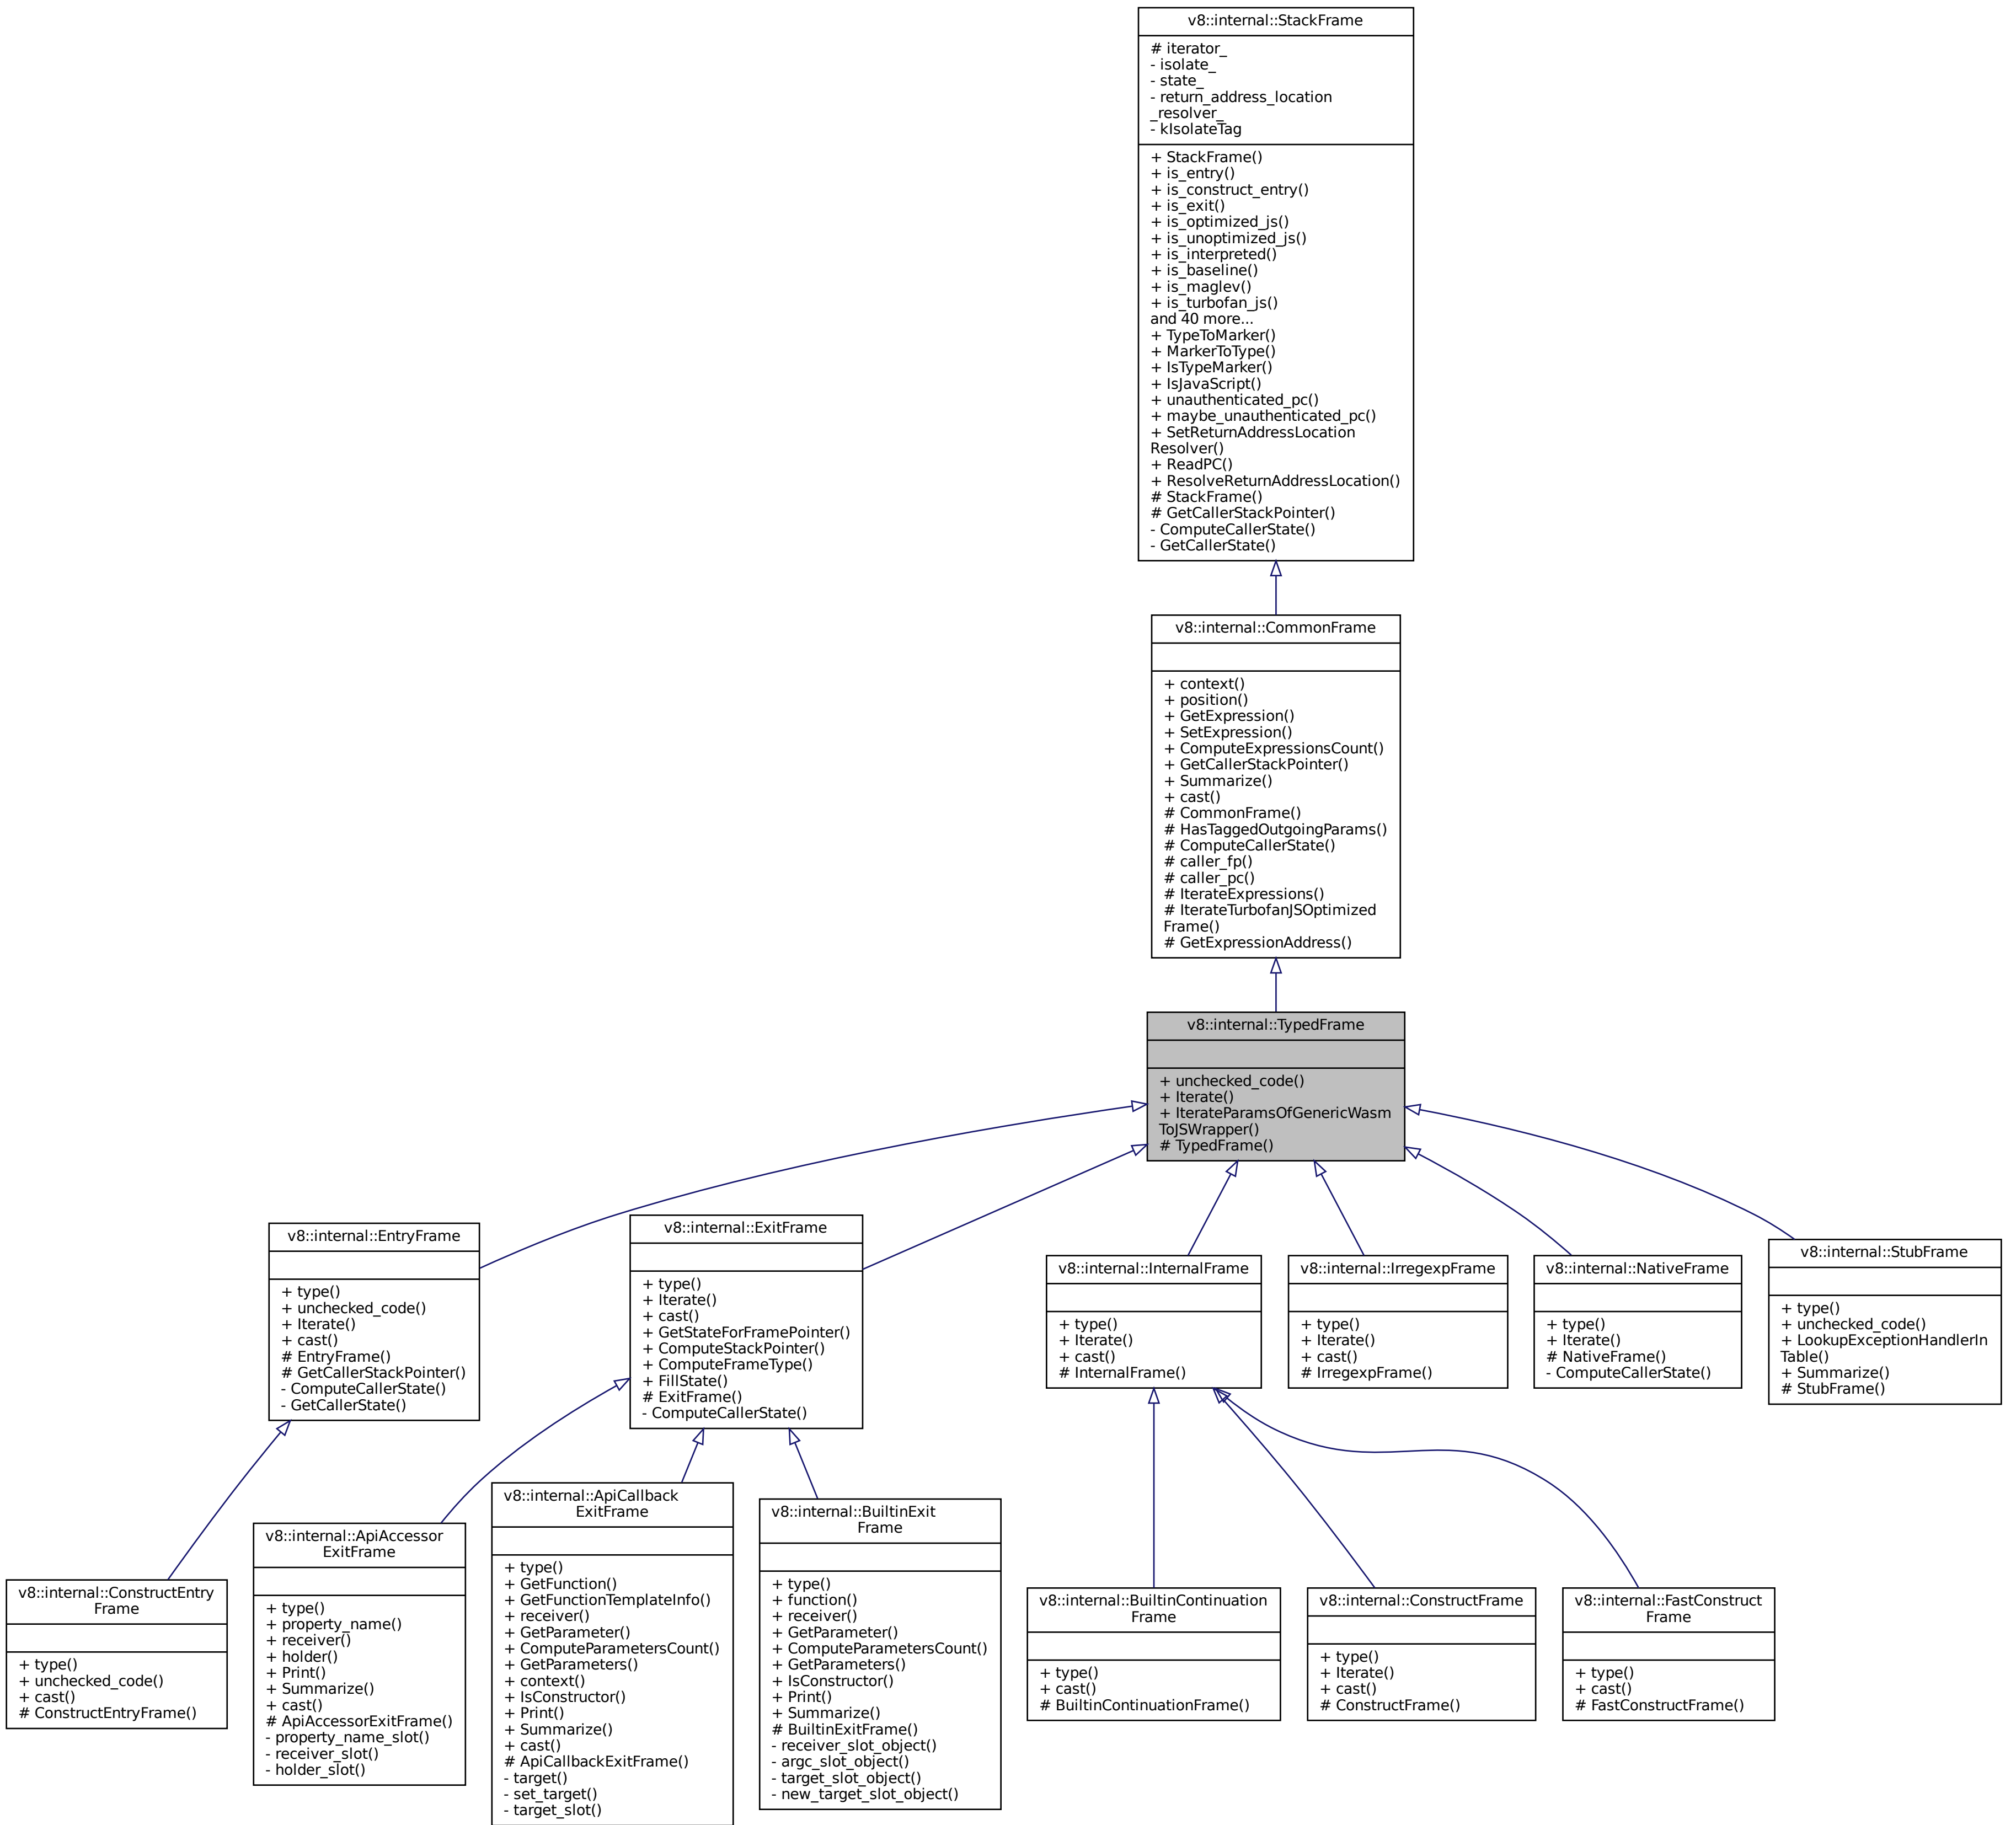 v8::internal::StackFrame
# iterator_
- isolate_
- state_
- return_address_location
_resolver_
- kIsolateTag
+ StackFrame()
+ is_entry()
+ is_construct_entry()
+ is_exit()
+ is_optimized_js()
+ is_unoptimized_js()
+ is_interpreted()
+ is_baseline()
+ is_maglev()
+ is_turbofan_js()
and 40 more...
+ TypeToMarker()
+ MarkerToType()
+ IsTypeMarker()
+ IsJavaScript()
+ unauthenticated_pc()
+ maybe_unauthenticated_pc()
+ SetReturnAddressLocation
Resolver()
+ ReadPC()
+ ResolveReturnAddressLocation()
# StackFrame()
# GetCallerStackPointer()
- ComputeCallerState()
- GetCallerState()
v8::internal::CommonFrame
+ context()
+ position()
+ GetExpression()
+ SetExpression()
+ ComputeExpressionsCount()
+ GetCallerStackPointer()
+ Summarize()
+ cast()
# CommonFrame()
# HasTaggedOutgoingParams()
# ComputeCallerState()
# caller_fp()
# caller_pc()
# IterateExpressions()
# IterateTurbofanJSOptimized
Frame()
# GetExpressionAddress()
v8::internal::TypedFrame
+ unchecked_code()
+ Iterate()
+ IterateParamsOfGenericWasm
ToJSWrapper()
# TypedFrame()
v8::internal::EntryFrame
+ type()
+ unchecked_code()
+ Iterate()
+ cast()
# EntryFrame()
# GetCallerStackPointer()
- ComputeCallerState()
- GetCallerState()
v8::internal::ExitFrame
+ type()
+ Iterate()
+ cast()
+ GetStateForFramePointer()
+ ComputeStackPointer()
+ ComputeFrameType()
+ FillState()
# ExitFrame()
- ComputeCallerState()
v8::internal::InternalFrame
+ type()
+ Iterate()
+ cast()
# InternalFrame()
v8::internal::IrregexpFrame
+ type()
+ Iterate()
+ cast()
# IrregexpFrame()
v8::internal::NativeFrame
+ type()
+ Iterate()
# NativeFrame()
- ComputeCallerState()
v8::internal::StubFrame
+ type()
+ unchecked_code()
+ LookupExceptionHandlerIn
Table()
+ Summarize()
# StubFrame()
v8::internal::ConstructEntry
Frame
+ type()
+ unchecked_code()
+ cast()
# ConstructEntryFrame()
v8::internal::ApiAccessor
ExitFrame
+ type()
+ property_name()
+ receiver()
+ holder()
+ Print()
+ Summarize()
+ cast()
# ApiAccessorExitFrame()
- property_name_slot()
- receiver_slot()
- holder_slot()
v8::internal::ApiCallback
ExitFrame
+ type()
+ GetFunction()
+ GetFunctionTemplateInfo()
+ receiver()
+ GetParameter()
+ ComputeParametersCount()
+ GetParameters()
+ context()
+ IsConstructor()
+ Print()
+ Summarize()
+ cast()
# ApiCallbackExitFrame()
- target()
- set_target()
- target_slot()
v8::internal::BuiltinExit
Frame
+ type()
+ function()
+ receiver()
+ GetParameter()
+ ComputeParametersCount()
+ GetParameters()
+ IsConstructor()
+ Print()
+ Summarize()
# BuiltinExitFrame()
- receiver_slot_object()
- argc_slot_object()
- target_slot_object()
- new_target_slot_object()
v8::internal::BuiltinContinuation
Frame
+ type()
+ cast()
# BuiltinContinuationFrame()
v8::internal::ConstructFrame
+ type()
+ Iterate()
+ cast()
# ConstructFrame()
v8::internal::FastConstruct
Frame
+ type()
+ cast()
# FastConstructFrame()